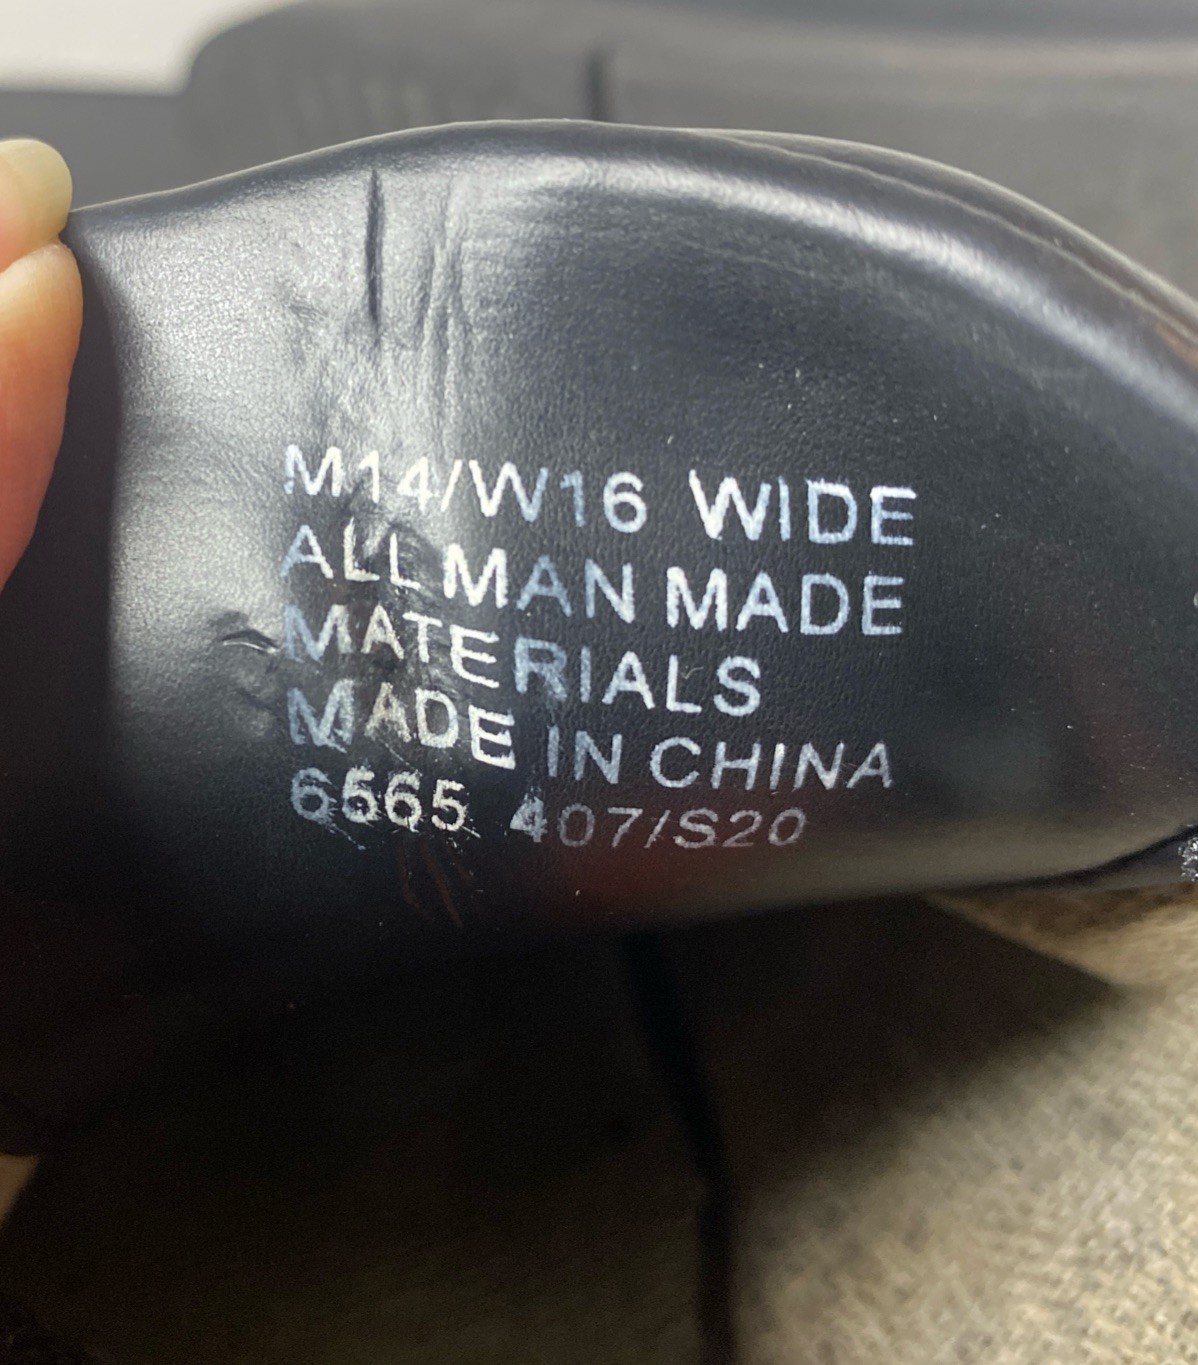 M14/W16 WIDE
ALL MAN MADE
MATERIALS
MADE IN CHINA
6565 407/S20